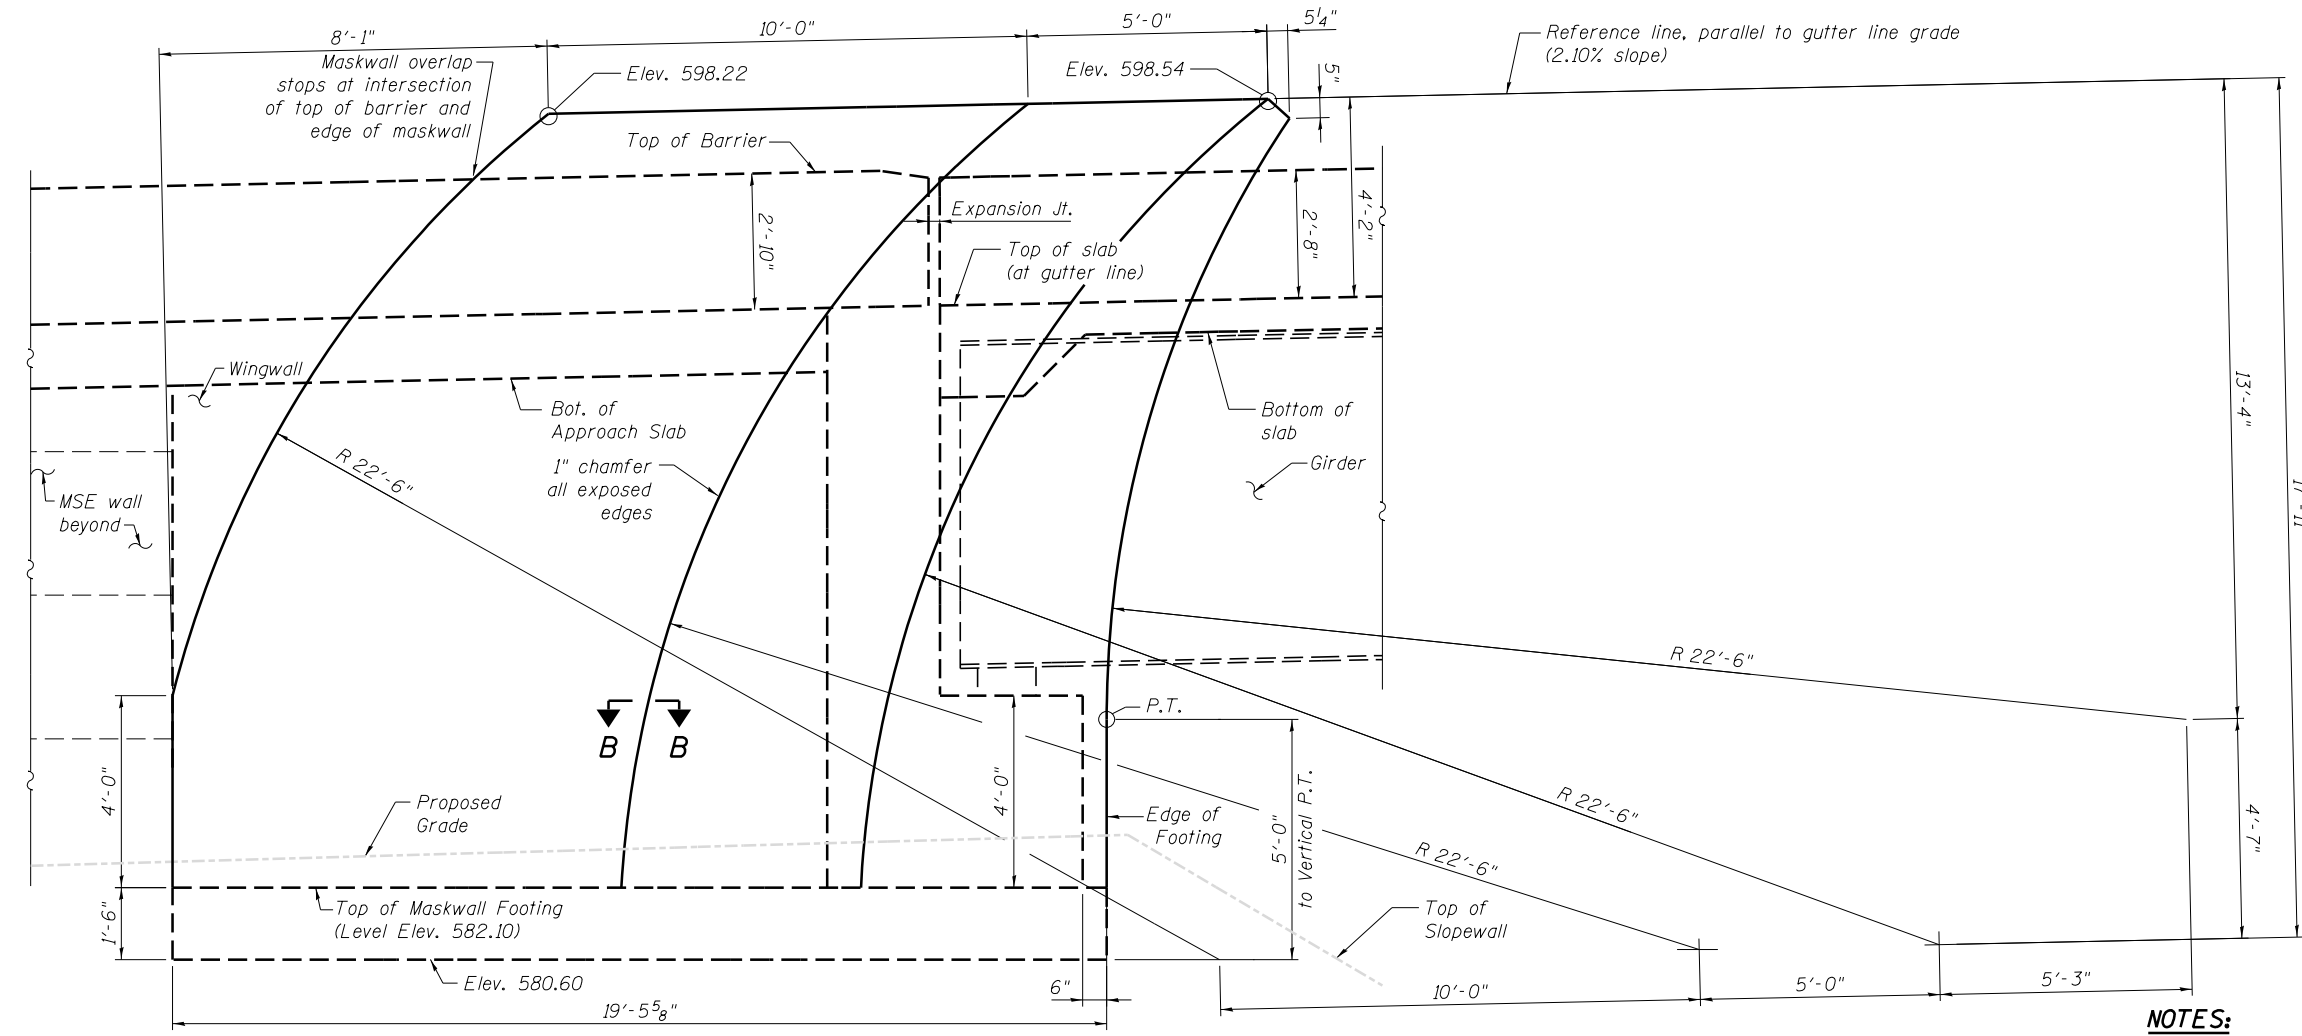 8'-1"
10'-0"
5'-0"
5¼"
Reference line, parallel to gutter line grade
(2.10% slope)
Maskwall overlap
stops at intersection
of top of barrier and
edge of maskwall
Elev. 598.22
Elev. 598.54
5"
Top of Barrier
2'-10"
Expansion Jt.
Top of slab
(at gutter line)
2'-8"
4'-2"
Wingwall
Bot. of
Approach Slab
1" chamfer
all exposed
edges
Bottom of
slab
Girder
13'-4"
17'-11"
MSE wall
beyond
R 22'-6"
R 22'-6"
P.T.
B
B
4'-0"
4'-0"
Proposed
Grade
Edge of
Footing
5'-0"
to Vertical P.T.
R 22'-6"
R 22'-6"
4'-7"
1'-6"
Top of Maskwall Footing
(Level Elev. 582.10)
Top of
Slopewall
Elev. 580.60
6"
10'-0"
5'-0"
5'-3"
19'-5⅝"
NOTES: